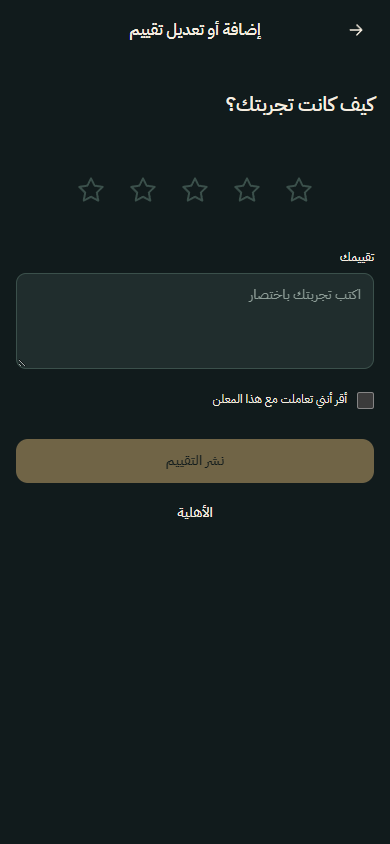 إضافة أو تعديل تقييم
كيف كانت تجربتك؟
تقييمك
اكتب تجربتك باختصار
أقر أنني تعاملت مع هذا المعلن
نشر التقييم
الأهلية